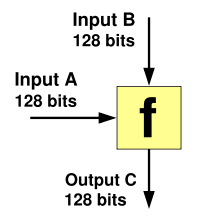 Input B
128 bits
Input A
128 bits
f
Output C
128 bits